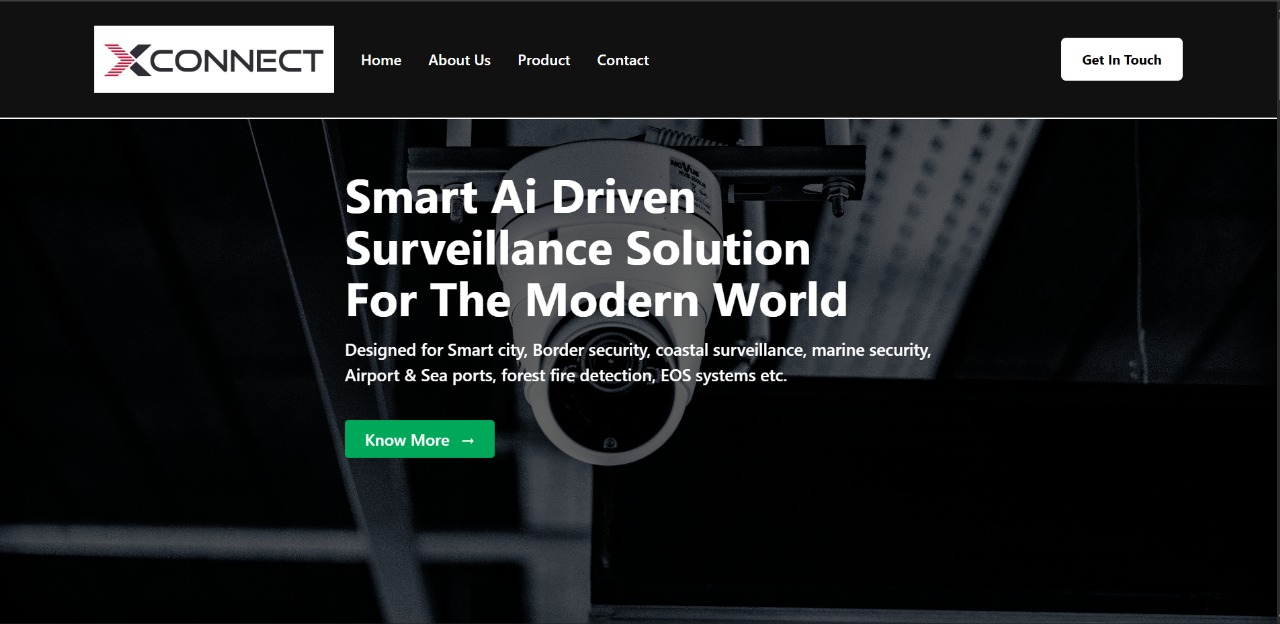 XCONNECT
Home
About Us
Product
Contact
Get In Touch
NOVUS
Smart Ai Driven
Surveillance Solution
For The Modern World
Designed for Smart city, Border security, coastal surveillance, marine security,
Airport & Sea ports, forest fire detection, EOS systems etc.
Know More →